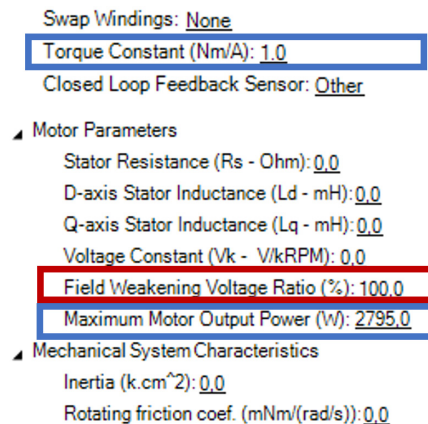 Swap Windings: None
Torque Constant (Nm/A): 1.0
Closed Loop Feedback Sensor: Other
Motor Parameters
Stator Resistance (Rs - Ohm): 0,0
D-axis Stator Inductance (Ld - mH): 0,0
Q-axis Stator Inductance (Lq - mH): 0,0
Voltage Constant (Vk - V/kRPM): 0,0
Field Weakening Voltage Ratio (%): 100,0
Maximum Motor Output Power (W): 2795,0
Mechanical System Characteristics
Inertia (k.cm^2): 0,0
Rotating friction coef. (mNm/(rad/s)): 0,0